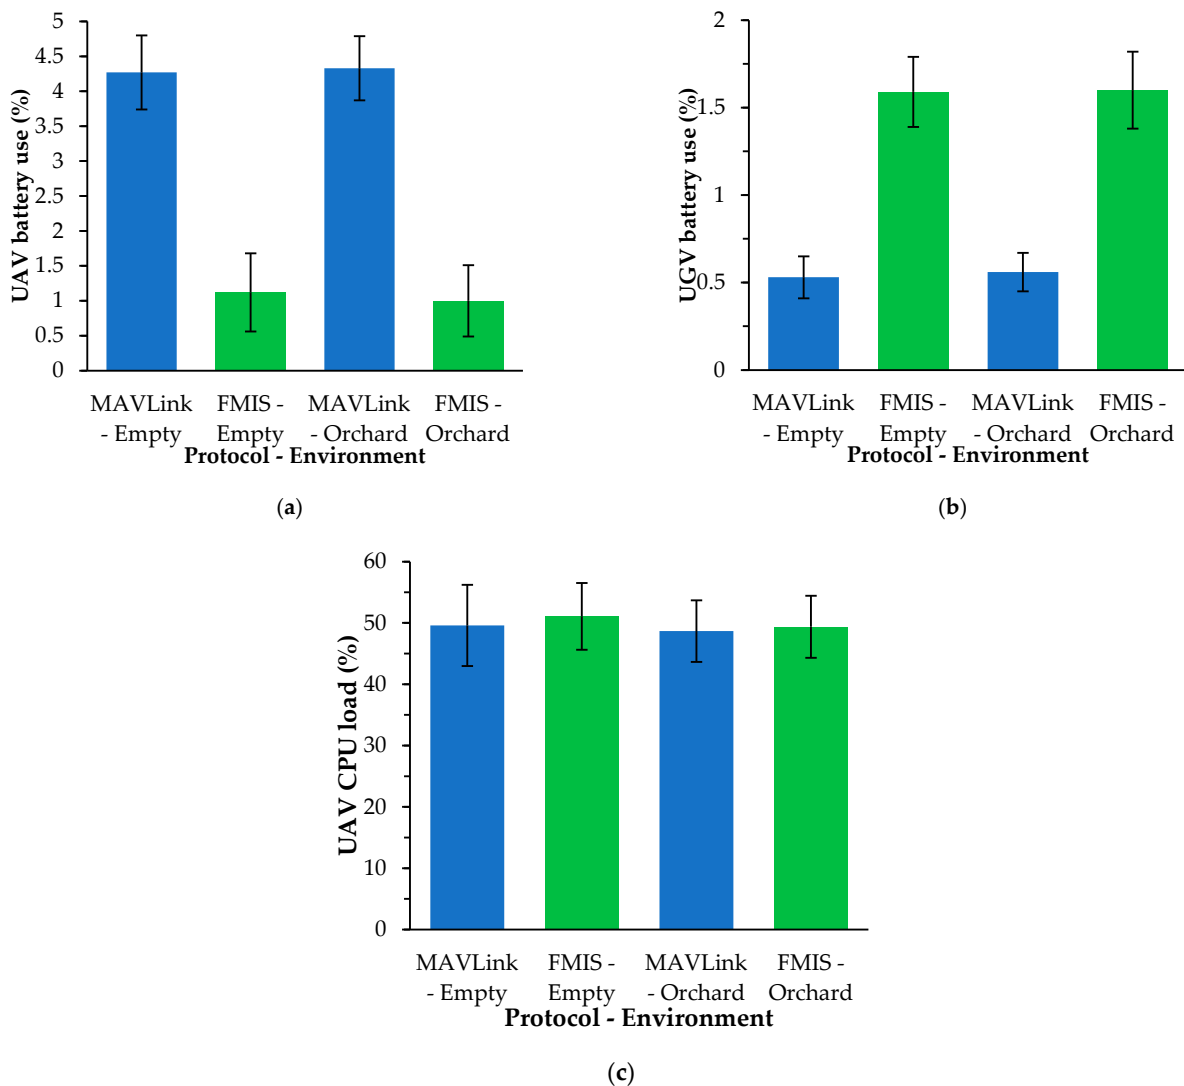 UAV battery use (%)
5
4.5
4
3.5
3
2.5
2
1.5
1
0.5
0
MAVLink
- Empty
FMIS -
Empty
MAVLink
- Orchard
FMIS -
Orchard
Protocol - Environment
(a)
UGV battery use (%)
2
1.5
1
0.5
0
MAVLink
- Empty
FMIS -
Empty
MAVLink
- Orchard
FMIS -
Orchard
Protocol - Environment
(b)
UAV CPU load (%)
60
50
40
30
20
10
0
MAVLink
- Empty
FMIS -
Empty
MAVLink
- Orchard
FMIS -
Orchard
Protocol - Environment
(c)